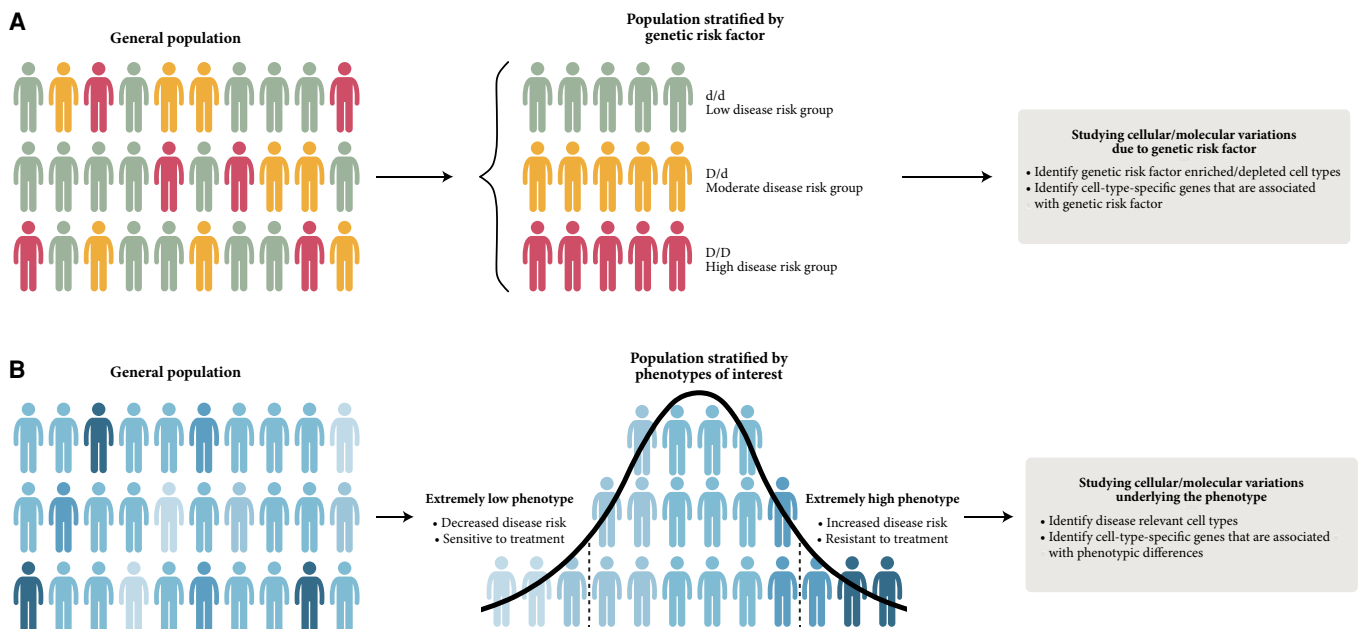 A
General population
Population stratified by
genetic risk factor
d/d
Low disease risk group
D/d
Moderate disease risk group
D/D
High disease risk group
Studying cellular/molecular variations
due to genetic risk factor
• Identify genetic risk factor enriched/depleted cell types
• Identify cell-type-specific genes that are associated
with genetic risk factor
B
General population
Population stratified by
phenotypes of interest
Extremely low phenotype
• Decreased disease risk
• Sensitive to treatment
Extremely high phenotype
• Increased disease risk
• Resistant to treatment
Studying cellular/molecular variations
underlying the phenotype
• Identify disease relevant cell types
• Identify cell-type-specific genes that are associated
with phenotypic differences